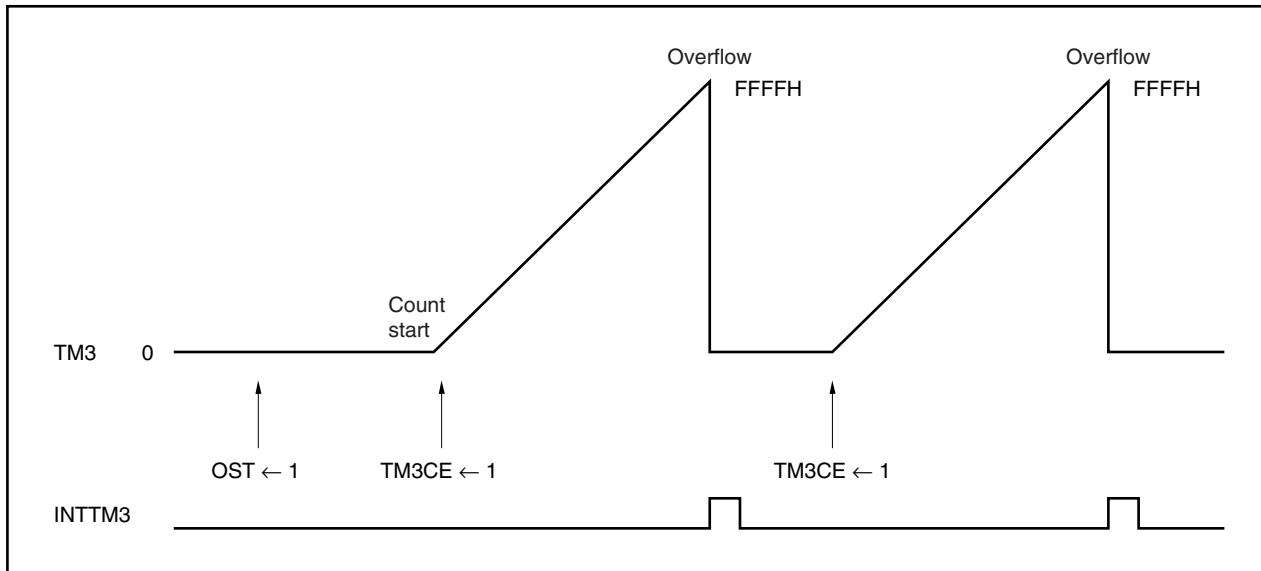 Overflow
Overflow
FFFFH
FFFFH
Count
start
TM3 0
OST ← 1
TM3CE ← 1
TM3CE ← 1
INTTM3